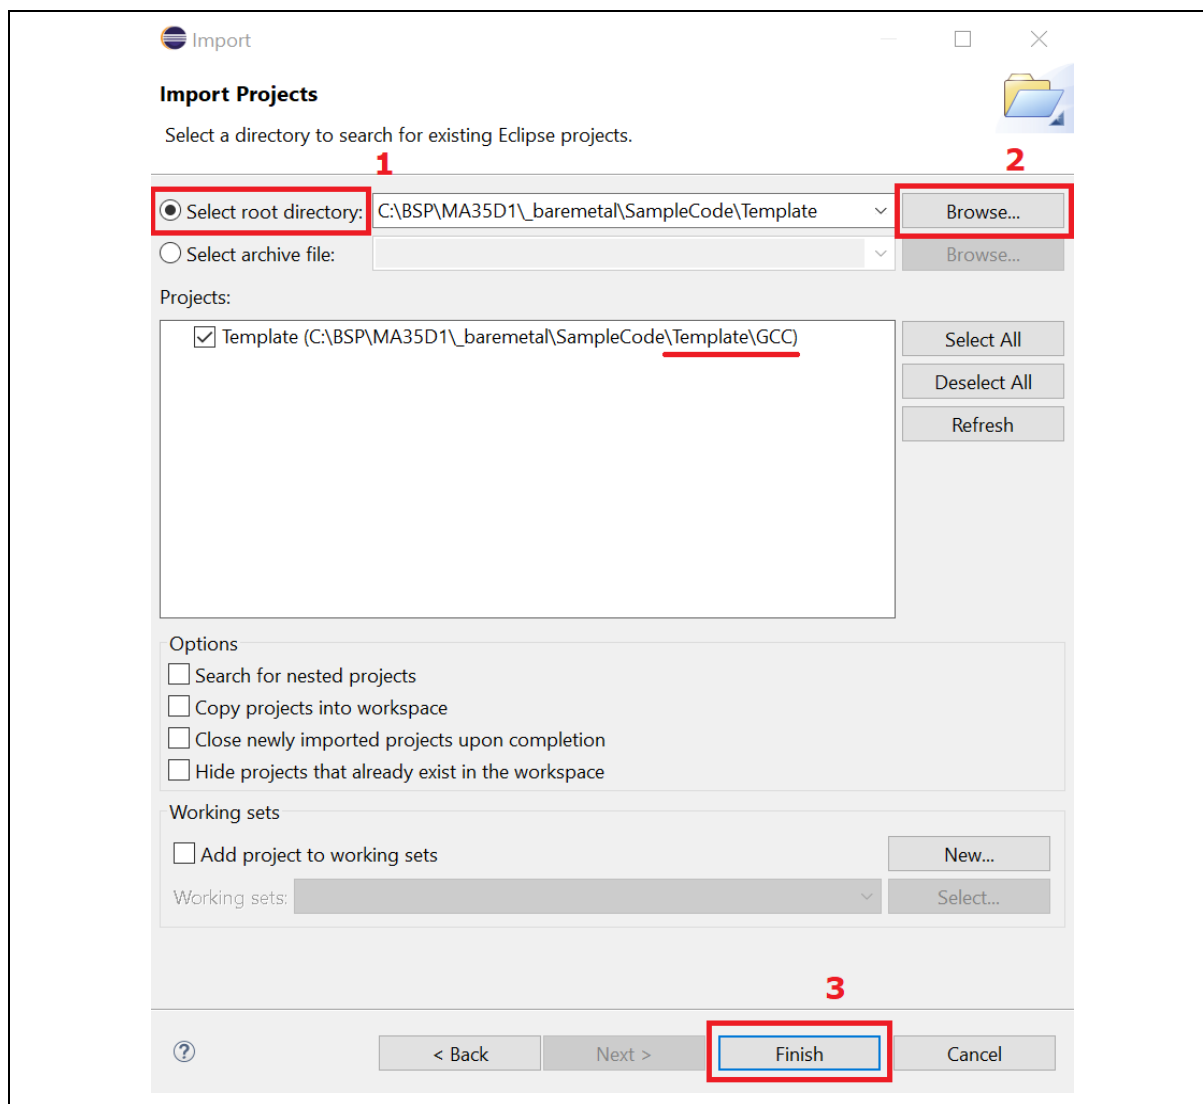 Import
Import Projects
Select a directory to search for existing Eclipse projects.
1
2
Select root directory: C:\BSP\MA35D1\_baremetal\SampleCode\Template Browse...
Select archive file: Browse...
Projects:
Template (C:\BSP\MA35D1\_baremetal\SampleCode\Template\GCC)
Select All
Deselect All
Refresh
Options
Search for nested projects
Copy projects into workspace
Close newly imported projects upon completion
Hide projects that already exist in the workspace
Working sets
Add project to working sets New...
Working sets: Select...
3
? < Back Next > Finish Cancel